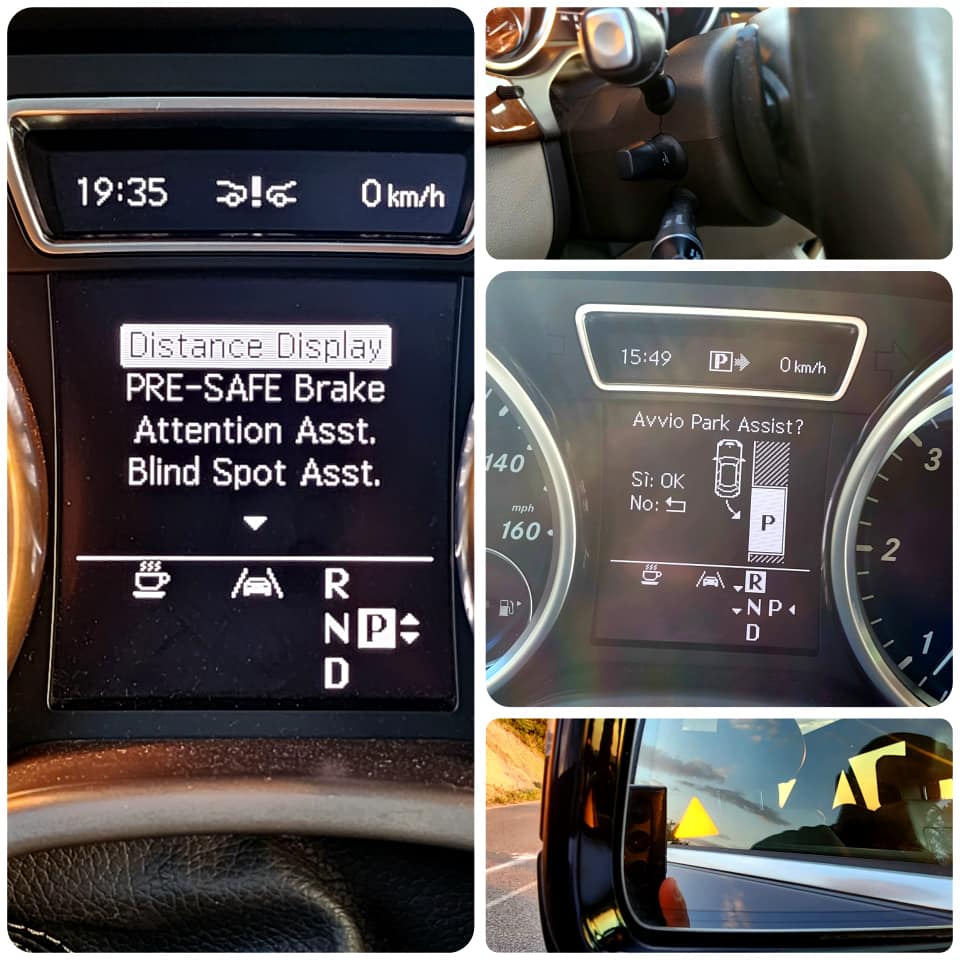 19:35 0 km/h
Distance Display
PRE-SAFE Brake
Attention Asst.
Blind Spot Asst.
R
N P
D
15:49 P 0 km/h
Avvio Park Assist?
Sì: OK
No:
P
R
N P
D
140
mph
160
3
2
1